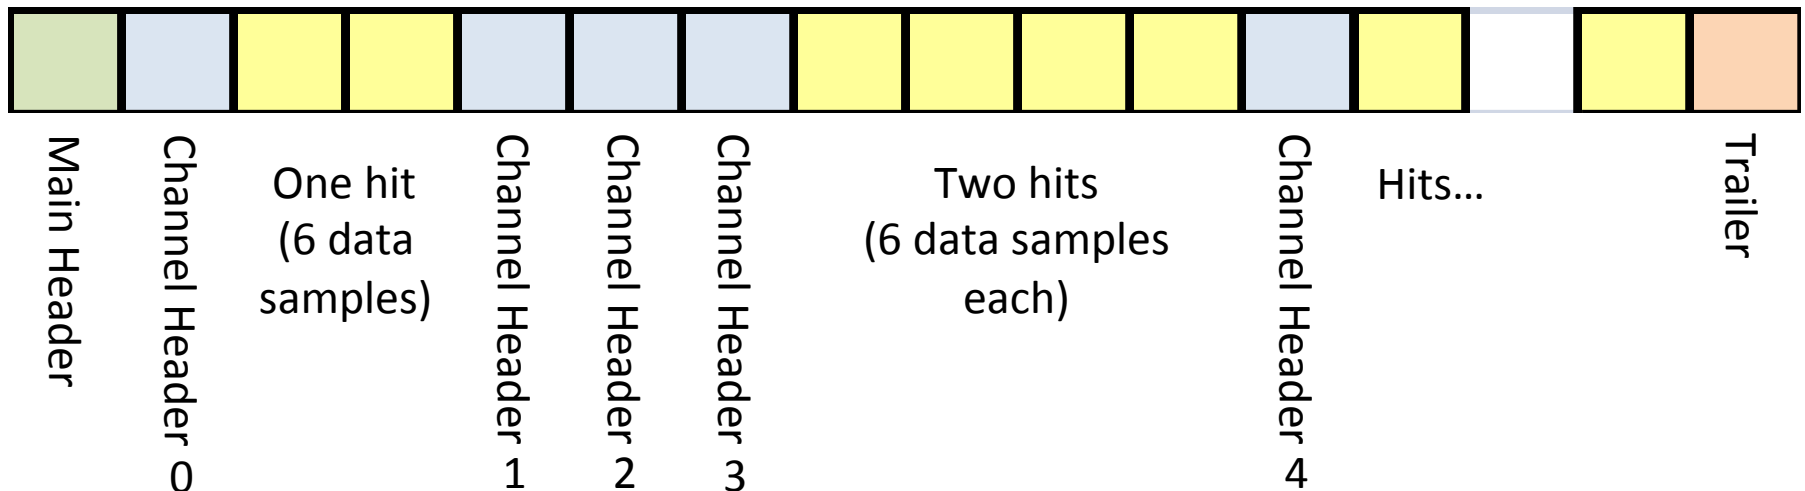 Main Header
Channel Header
0
One hit
(6 data
samples)
Channel Header
1
Channel Header
2
Channel Header
3
Two hits
(6 data samples
each)
Channel Header
4
Hits…
Trailer